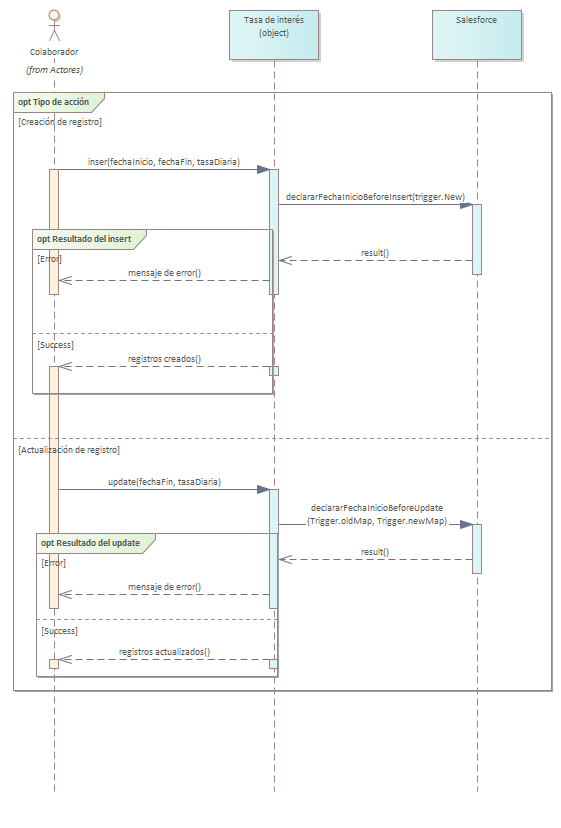 Tasa de interés
(object)
Salesforce
Colaborador
(from Actores)
opt Tipo de acción
[Creación de registro]
inser(fechaInicio, fechaFin, tasaDiaria)
declararFechaInicioBeforeInsert(trigger.New)
opt Resultado del insert
[Error]
result()
mensaje de error()
[Success]
registros creados()
[Actualización de registro]
update(fechaFin, tasaDiaria)
declararFechaInicioBeforeUpdate
(Trigger.oldMap, Trigger.newMap)
opt Resultado del update
result()
[Error]
mensaje de error()
[Success]
registros actualizados()